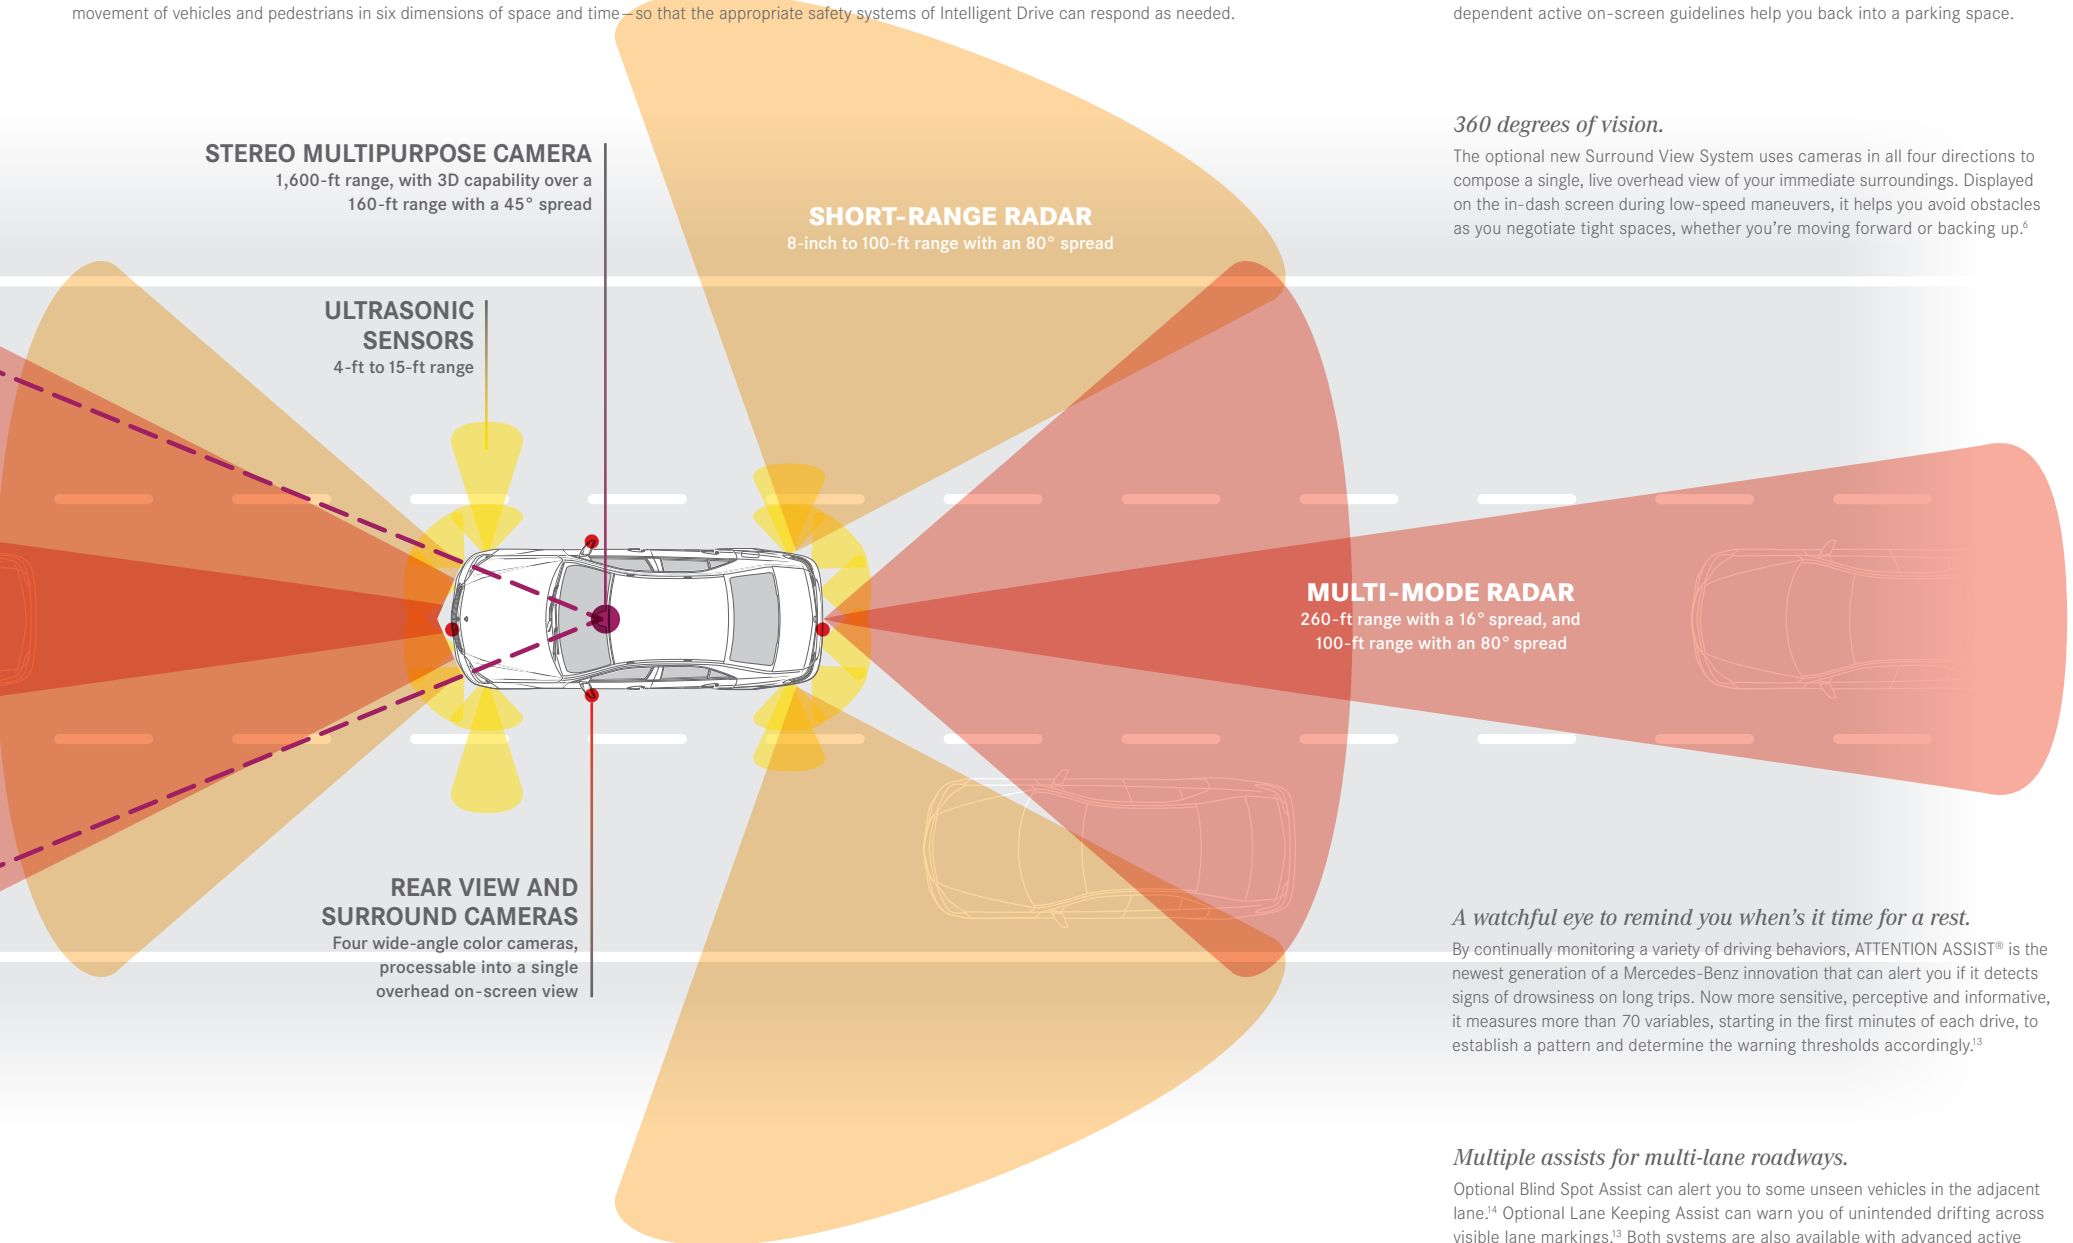 movement of vehicles and pedestrians in six dimensions of space and time—so that the appropriate safety systems of Intelligent Drive can respond as needed.
dependent active on-screen guidelines help you back into a parking space.
STEREO MULTIPURPOSE CAMERA
1,600-ft range, with 3D capability over a
160-ft range with a 45° spread
SHORT-RANGE RADAR
8-inch to 100-ft range with an 80° spread
360 degrees of vision.
The optional new Surround View System uses cameras in all four directions to
compose a single, live overhead view of your immediate surroundings. Displayed
on the in-dash screen during low-speed maneuvers, it helps you avoid obstacles
as you negotiate tight spaces, whether you’re moving forward or backing up.⁶
ULTRASONIC
SENSORS
4-ft to 15-ft range
MULTI-MODE RADAR
260-ft range with a 16° spread, and
100-ft range with an 80° spread
REAR VIEW AND
SURROUND CAMERAS
Four wide-angle color cameras,
processable into a single
overhead on-screen view
A watchful eye to remind you when’s it time for a rest.
By continually monitoring a variety of driving behaviors, ATTENTION ASSIST® is the
newest generation of a Mercedes-Benz innovation that can alert you if it detects
signs of drowsiness on long trips. Now more sensitive, perceptive and informative,
it measures more than 70 variables, starting in the first minutes of each drive, to
establish a pattern and determine the warning thresholds accordingly.¹³
Multiple assists for multi-lane roadways.
Optional Blind Spot Assist can alert you to some unseen vehicles in the adjacent
lane.¹⁴ Optional Lane Keeping Assist can warn you of unintended drifting across
visible lane markings.¹³ Both systems are also available with advanced active